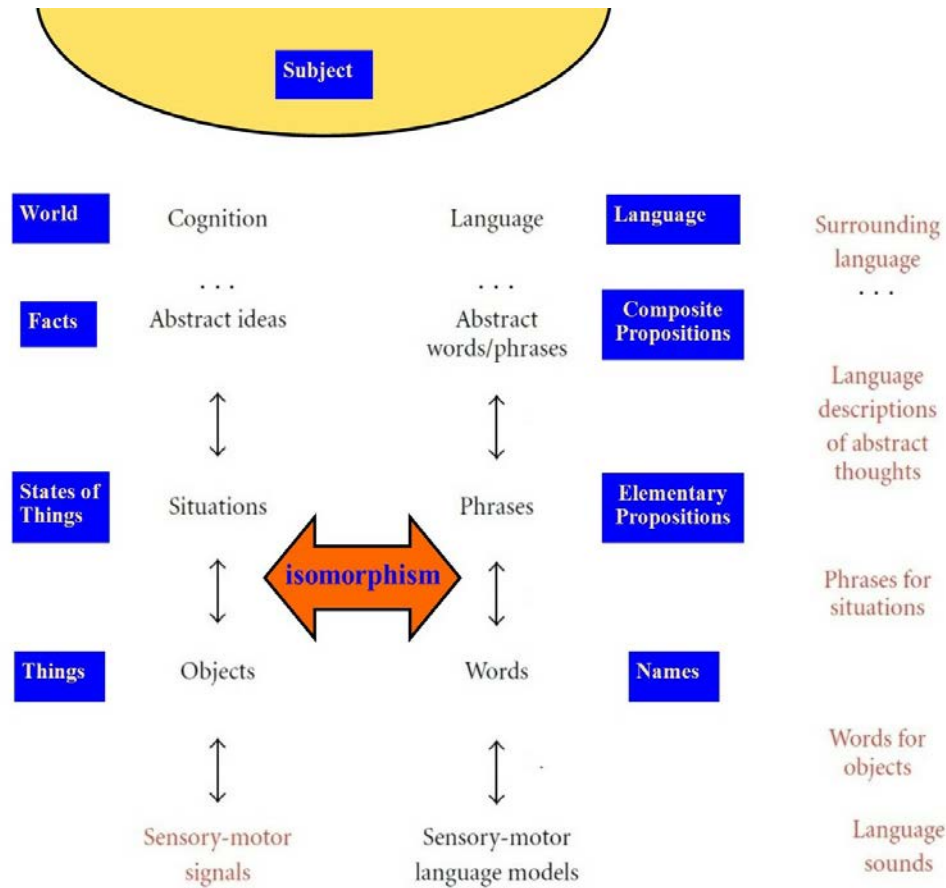 Subject
World
Cognition
Language
Language
Surrounding
language
. . .
. . .
. . .
Facts
Abstract ideas
Abstract
words/phrases
Composite
Propositions
Language
descriptions
of abstract
thoughts
States of
Things
Situations
Phrases
Elementary
Propositions
isomorphism
Phrases for
situations
Things
Objects
Words
Names
Words for
objects
Sensory-motor
signals
Sensory-motor
language models
Language
sounds